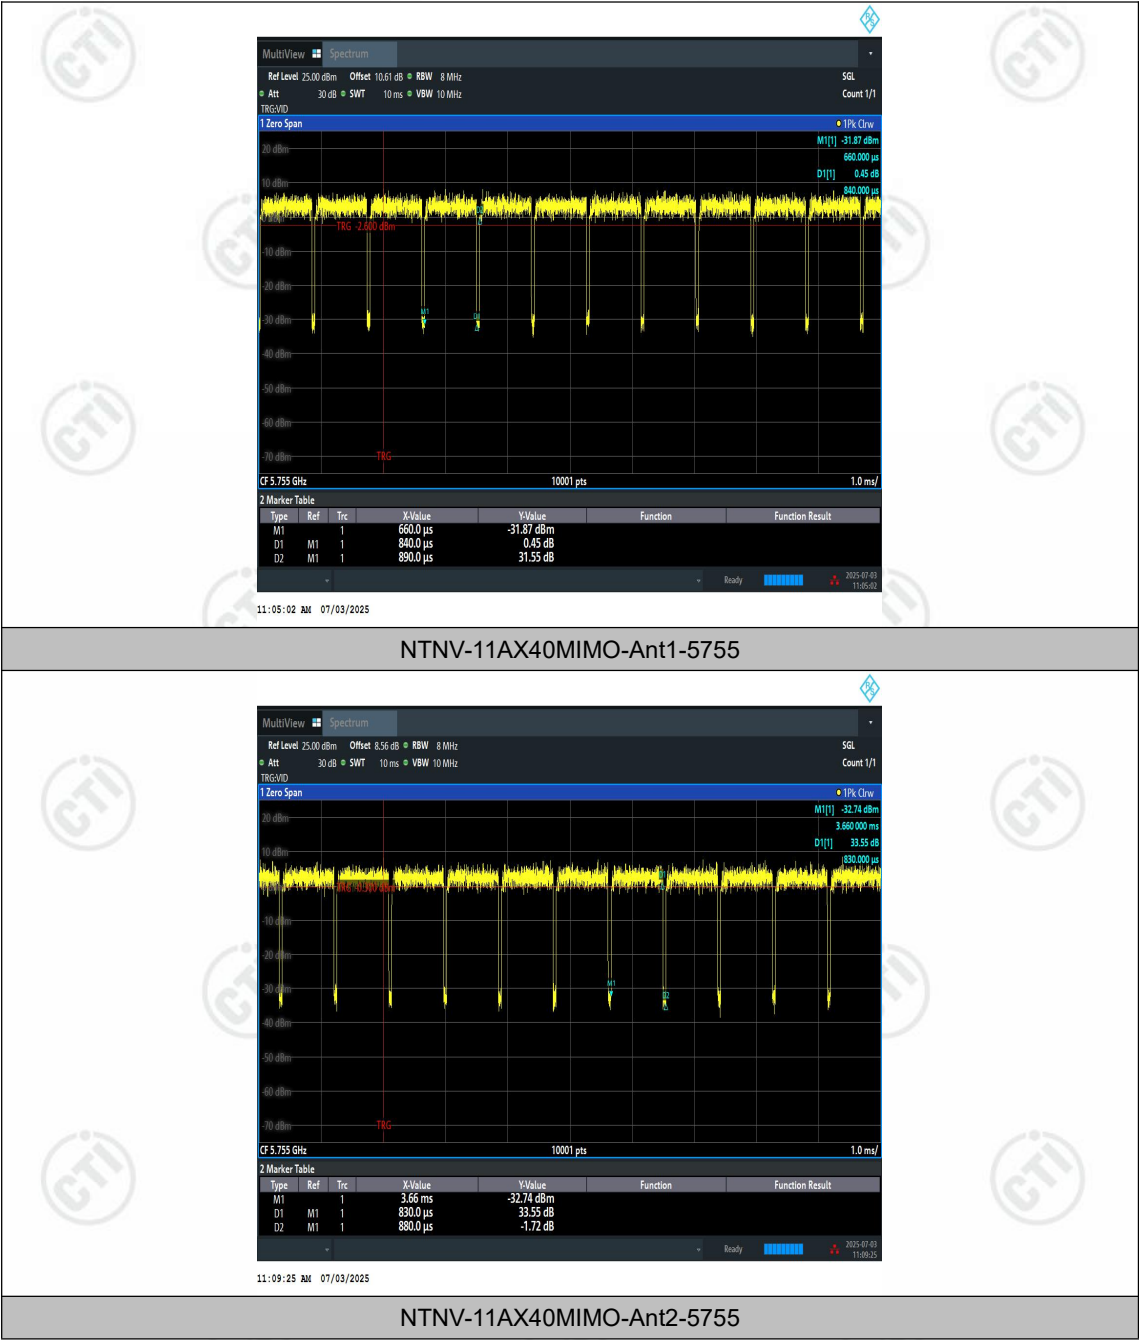 MultiView Spectrum
Ref Level 25.00 dBm Offset 10.61 dB RBW 8 MHz SGL
Att 30 dB SWT 10 ms VBW 10 MHz Count 1/1
TRG:VID
1 Zero Span 1Pk Clrw
M1[1] -31.87 dBm
660.000 µs
D1[1] 0.45 dB
840.000 µs
20 dBm
10 dBm
TRG -2.600 dBm
-10 dBm
-20 dBm
M1
-30 dBm
-40 dBm
-50 dBm
-60 dBm
-70 dBm TRG
CF 5.755 GHz 10001 pts 1.0 ms/
2 Marker Table
Type Ref Trc X-Value Y-Value Function Function Result
M1 1 660.0 µs -31.87 dBm
D1 M1 1 840.0 µs 0.45 dB
D2 M1 1 890.0 µs 31.55 dB
Ready 2025-07-03
11:05:02
11:05:02 AM 07/03/2025
NTNV-11AX40MIMO-Ant1-5755
MultiView Spectrum
Ref Level 25.00 dBm Offset 8.56 dB RBW 8 MHz SGL
Att 30 dB SWT 10 ms VBW 10 MHz Count 1/1
TRG:VID
1 Zero Span 1Pk Clrw
M1[1] -32.74 dBm
3.660 000 ms
D1[1] 33.55 dB
830.000 µs
20 dBm
10 dBm
-10 dBm
-20 dBm
M1
-30 dBm
D2
-40 dBm
-50 dBm
-60 dBm
-70 dBm TRG
CF 5.755 GHz 10001 pts 1.0 ms/
2 Marker Table
Type Ref Trc X-Value Y-Value Function Function Result
M1 1 3.66 ms -32.74 dBm
D1 M1 1 830.0 µs 33.55 dB
D2 M1 1 880.0 µs -1.72 dB
Ready 2025-07-03
11:09:25
11:09:25 AM 07/03/2025
NTNV-11AX40MIMO-Ant2-5755